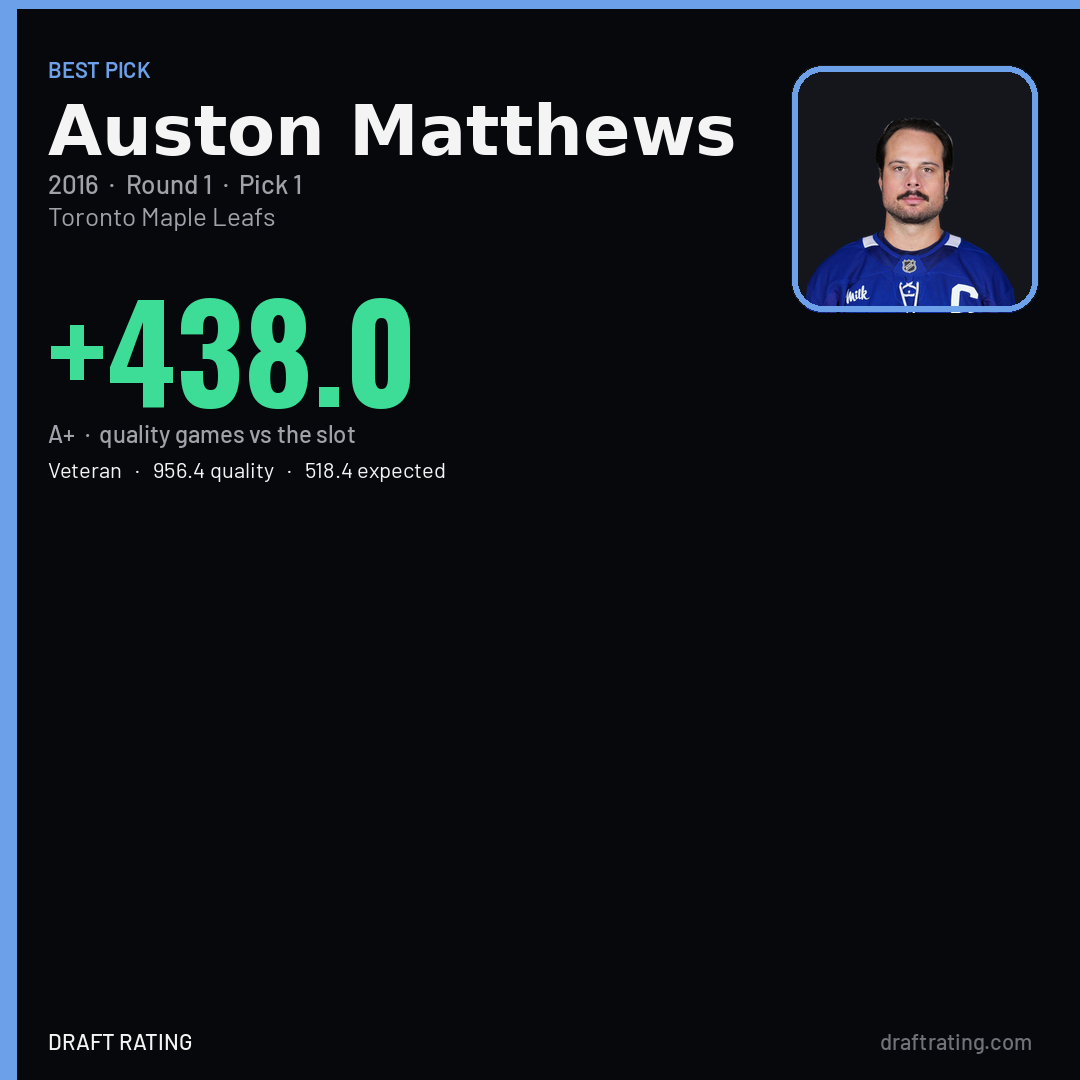 BEST PICK
Auston Matthews
2016 · Round 1 · Pick 1
Toronto Maple Leafs
Milk
C
+438.0
A+ · quality games vs the slot
Veteran · 956.4 quality · 518.4 expected
DRAFT RATING
draftrating.com